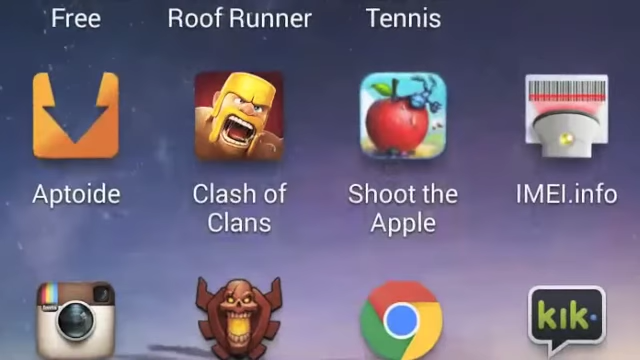 Free
Roof Runner
Tennis
Aptoide
Clash of
Clans
Shoot the
Apple
IMEI.info
kik